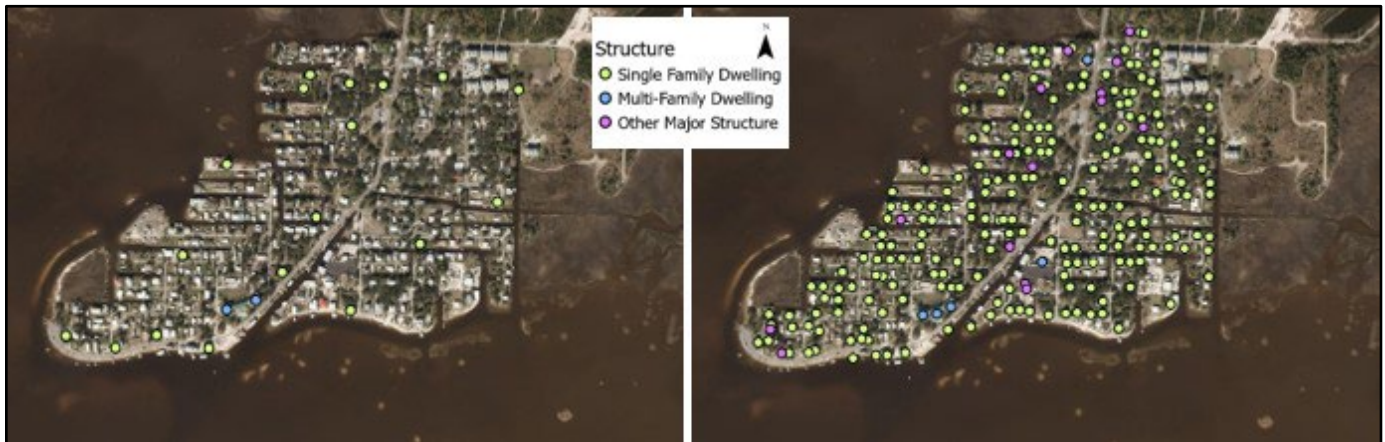 N
Structure
Single Family Dwelling
Multi-Family Dwelling
Other Major Structure